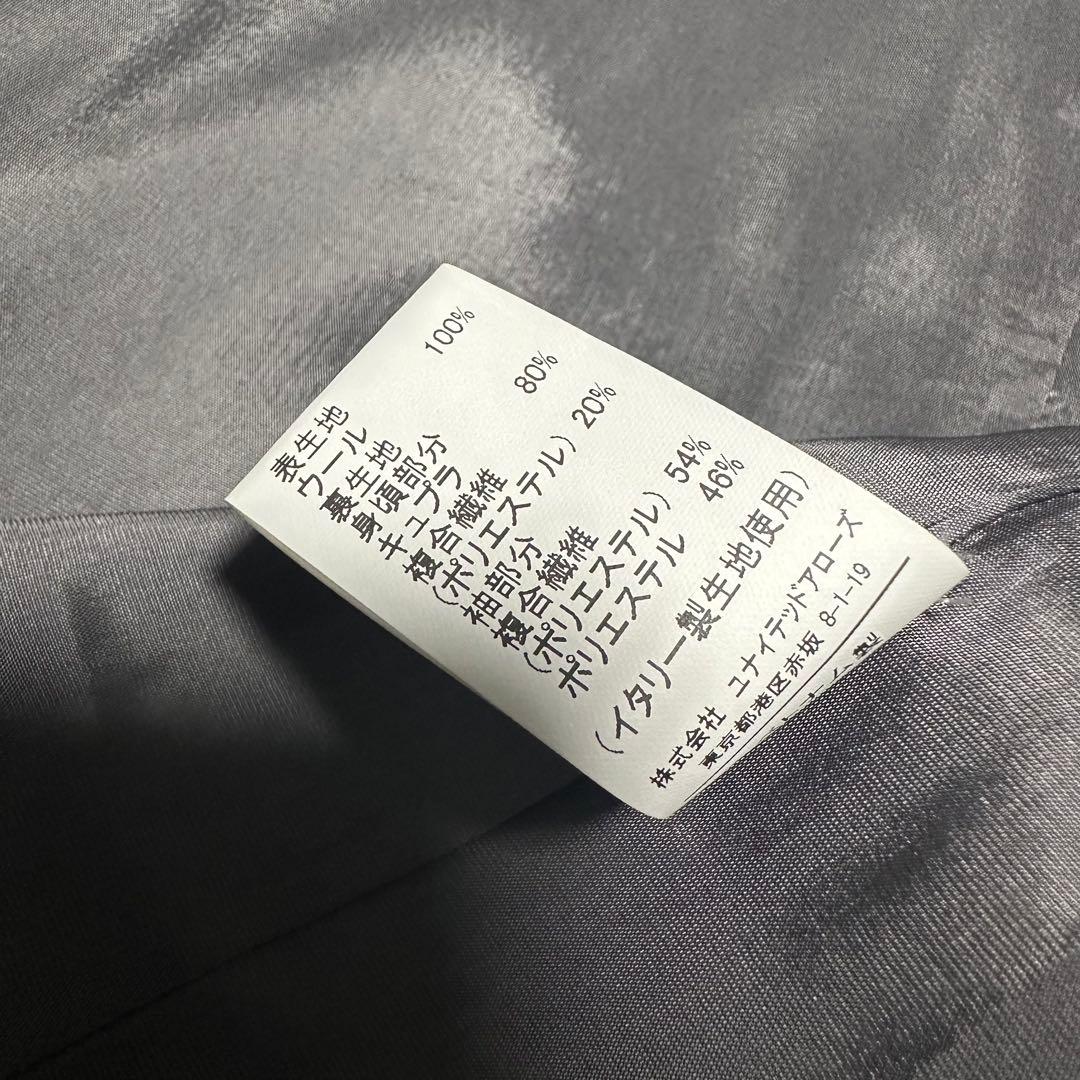 表生地
ウール 100%
裏生地
身頃部分
キュプラ 80%
複合繊維
(ポリエステル) 20%
袖部分
複合繊維
(ポリエステル) 54%
ポリエステル 46%
(イタリー製生地使用)
株式会社 ユナイテッドアローズ
東京都港区赤坂 8-1-19